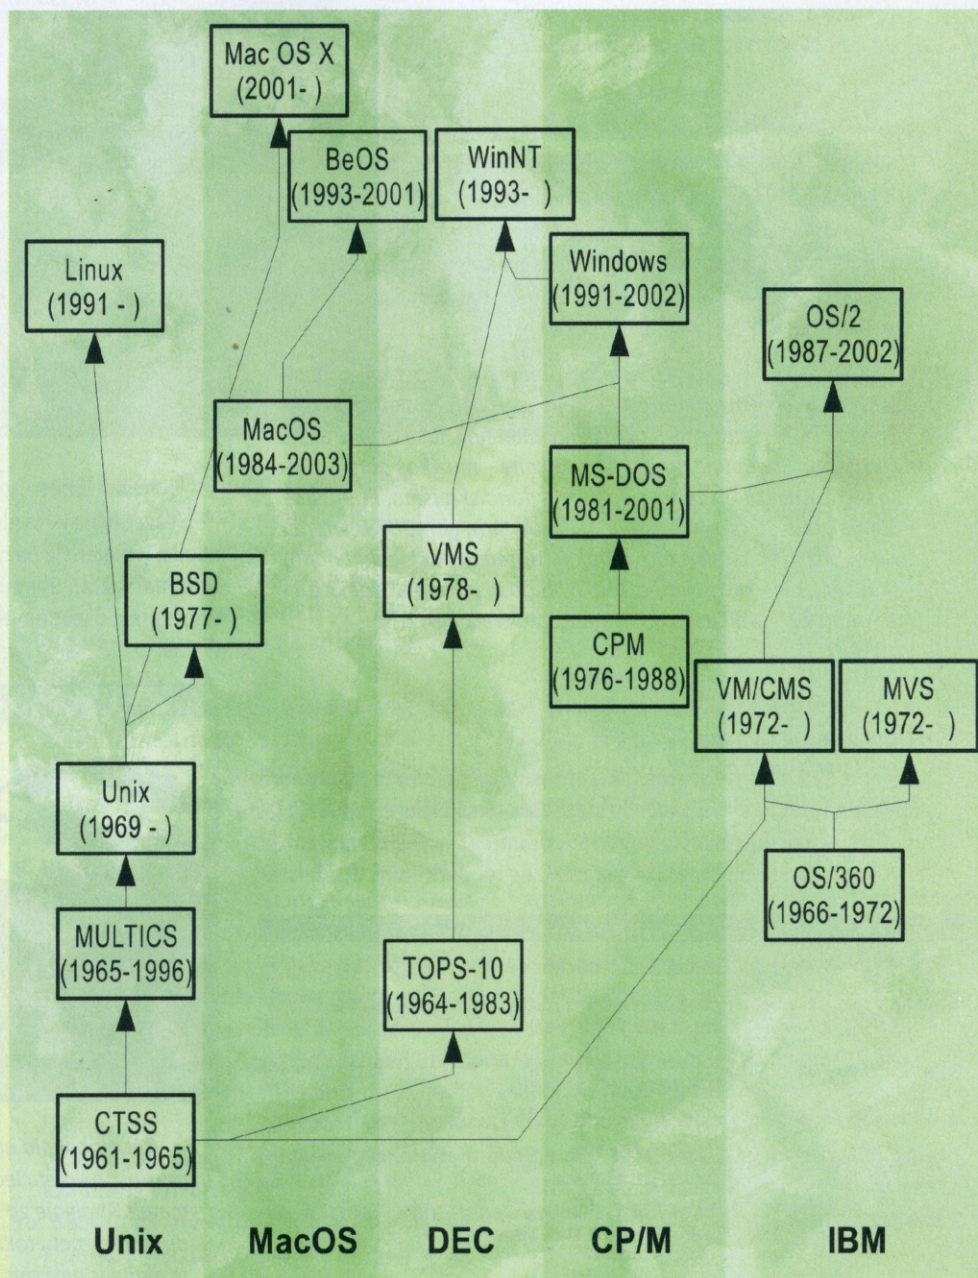 Mac OS X
(2001- )
BeOS
(1993-2001)
WinNT
(1993- )
Linux
(1991 - )
Windows
(1991-2002)
OS/2
(1987-2002)
MacOS
(1984-2003)
MS-DOS
(1981-2001)
VMS
(1978- )
BSD
(1977- )
CPM
(1976-1988)
VM/CMS
(1972- )
MVS
(1972- )
Unix
(1969 - )
OS/360
(1966-1972)
MULTICS
(1965-1996)
TOPS-10
(1964-1983)
CTSS
(1961-1965)
Unix
MacOS
DEC
CP/M
IBM